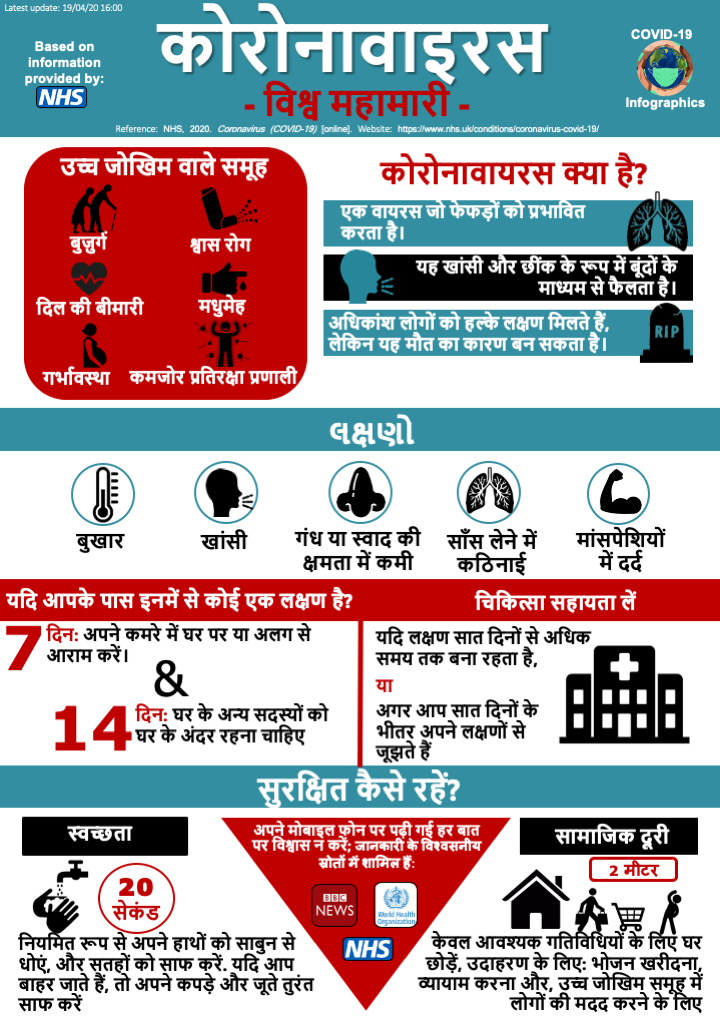 Latest update: 19/04/20 16:00
Based on
information
provided by:
NHS
कोरोनावाइरस
- विश्व महामारी -
COVID-19
Infographics
Reference: NHS, 2020. Coronavirus (COVID-19) [online]. Website: https://www.nhs.uk/conditions/coronavirus-covid-19/
उच्च जोखिम वाले समूह
बुज़ुर्ग
श्वास रोग
दिल की बीमारी
मधुमेह
गर्भावस्था
कमजोर प्रतिरक्षा प्रणाली
कोरोनावायरस क्या है?
एक वायरस जो फेफड़ों को प्रभावित
करता है।
यह खांसी और छींक के रूप में बूंदों के
माध्यम से फैलता है।
अधिकांश लोगों को हल्के लक्षण मिलते हैं,
लेकिन यह मौत का कारण बन सकता है।
RIP
લક્ષણો
बुखार
खांसी
गंध या स्वाद की
क्षमता में कमी
साँस लेने में
कठिनाई
मांसपेशियों
में दर्द
यदि आपके पास इनमें से कोई एक लक्षण है?
7 दिन: अपने कमरे में घर पर या अलग से
आराम करें।
&
14 दिन: घर के अन्य सदस्यों को
घर के अंदर रहना चाहिए
चिकित्सा सहायता लें
यदि लक्षण सात दिनों से अधिक
समय तक बना रहता है,
या
अगर आप सात दिनों के
भीतर अपने लक्षणों से
जूझते हैं
सुरक्षित कैसे रहें?
स्वच्छता
20
सेकंड
नियमित रूप से अपने हाथों को साबुन से
धोएं, और सतहों को साफ करें. यदि आप
बाहर जाते हैं, तो अपने कपड़े और जूते तुरंत
साफ करें
अपने मोबाइल फ़ोन पर पढ़ी गई हर बात
पर विश्वास न करें; जानकारी के विश्वसनीय
स्रोतों में शामिल हैं:
BBC
NEWS
World Health
Organization
NHS
सामाजिक दूरी
2 मीटर
केवल आवश्यक गतिविधियों के लिए घर
छोड़ें, उदाहरण के लिए: भोजन खरीदना,
व्यायाम करना और, उच्च जोखिम समूह में
लोगों की मदद करने के लिए